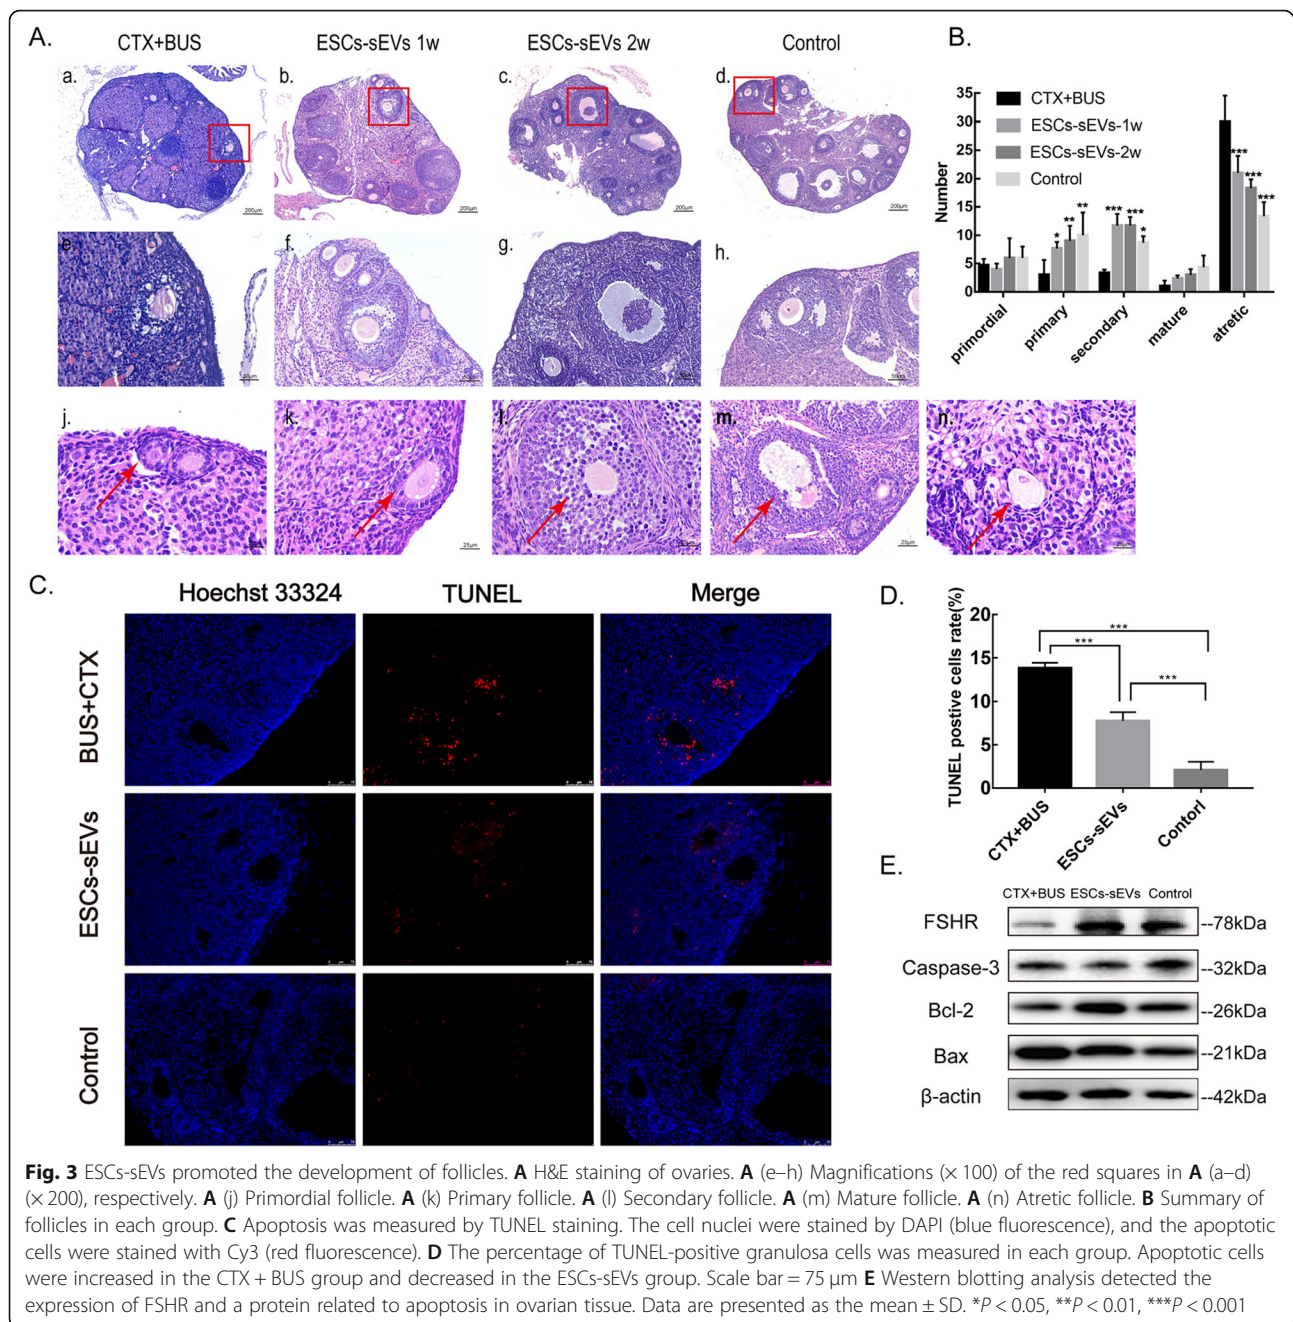 A.
CTX+BUS ESCs-sEVs 1w ESCs-sEVs 2w Control
a. b. c. d.
200μm 200μm 200μm 200μm
e. f. g. h.
50μm 50μm 50μm 50μm
j. k. l. m. n.
25μm 25μm
B.
CTX+BUS
ESCs-sEVs-1w
ESCs-sEVs-2w
Control
Number
35
30
25
20
15
10
5
0
* ** ** *** *** * *** *** ***
primordial primary secondary mature atretic
C.
Hoechst 33324 TUNEL Merge
BUS+CTX
ESCs-sEVs
Control
D.
TUNEL postive cells rate(%)
20
15
10
5
0
***
*** ***
CTX+BUS ESCs-sEVs Contorl
E.
CTX+BUS ESCs-sEVs Control
FSHR --78kDa
Caspase-3 --32kDa
Bcl-2 --26kDa
Bax --21kDa
β-actin --42kDa
Fig. 3 ESCs-sEVs promoted the development of follicles. A H&E staining of ovaries. A (e–h) Magnifications (× 100) of the red squares in A (a–d)
(× 200), respectively. A (j) Primordial follicle. A (k) Primary follicle. A (l) Secondary follicle. A (m) Mature follicle. A (n) Atretic follicle. B Summary of
follicles in each group. C Apoptosis was measured by TUNEL staining. The cell nuclei were stained by DAPI (blue fluorescence), and the apoptotic
cells were stained with Cy3 (red fluorescence). D The percentage of TUNEL-positive granulosa cells was measured in each group. Apoptotic cells
were increased in the CTX + BUS group and decreased in the ESCs-sEVs group. Scale bar = 75 μm E Western blotting analysis detected the
expression of FSHR and a protein related to apoptosis in ovarian tissue. Data are presented as the mean ± SD. *P < 0.05, **P < 0.01, ***P < 0.001